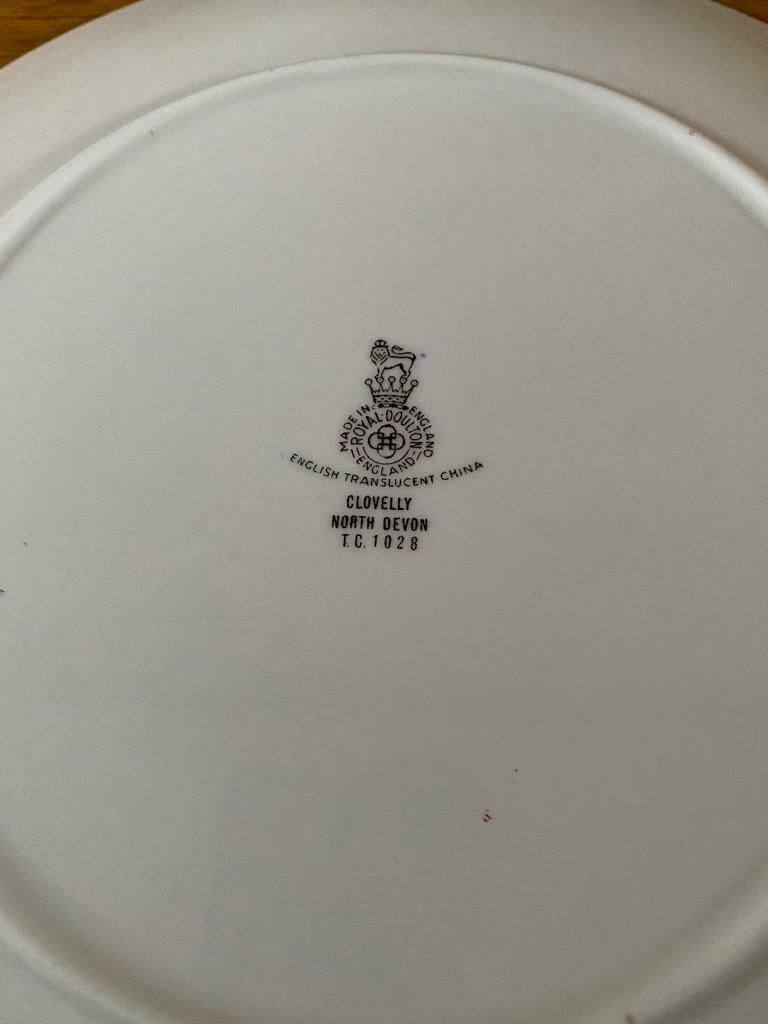 MADE IN ENGLAND
ROYAL·DOULTON
ENGLAND
ENGLISH TRANSLUCENT CHINA
CLOVELLY
NORTH DEVON
T.C. 1028